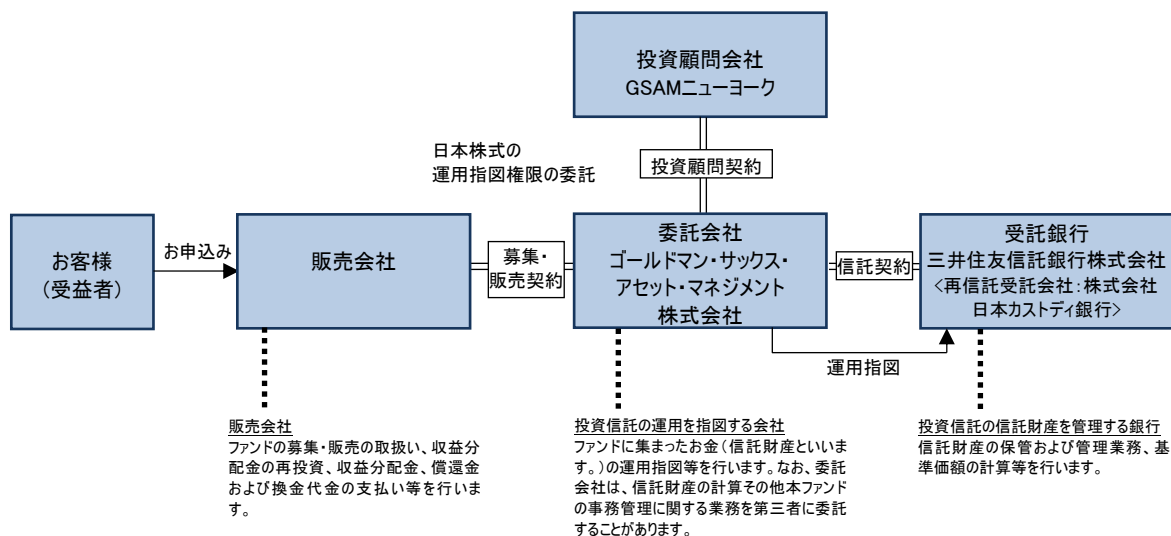 投資顧問会社
GSAMニューヨーク
日本株式の
運用指図権限の委託
投資顧問契約
お客様
（受益者）
お申込み
販売会社
募集・
販売契約
委託会社
ゴールドマン・サックス・
アセット・マネジメント
株式会社
信託契約
受託銀行
三井住友信託銀行株式会社
<再信託受託会社：株式会社
日本カストディ銀行>
運用指図
販売会社
ファンドの募集・販売の取扱い、収益分
配金の再投資、収益分配金、償還金
および換金代金の支払い等を行いま
す。
投資信託の運用を指図する会社
ファンドに集まったお金（信託財産といいま
す。）の運用指図等を行います。なお、委託
会社は、信託財産の計算その他本ファンド
の事務管理に関する業務を第三者に委託
することがあります。
投資信託の信託財産を管理する銀行
信託財産の保管および管理業務、基
準価額の計算等を行います。